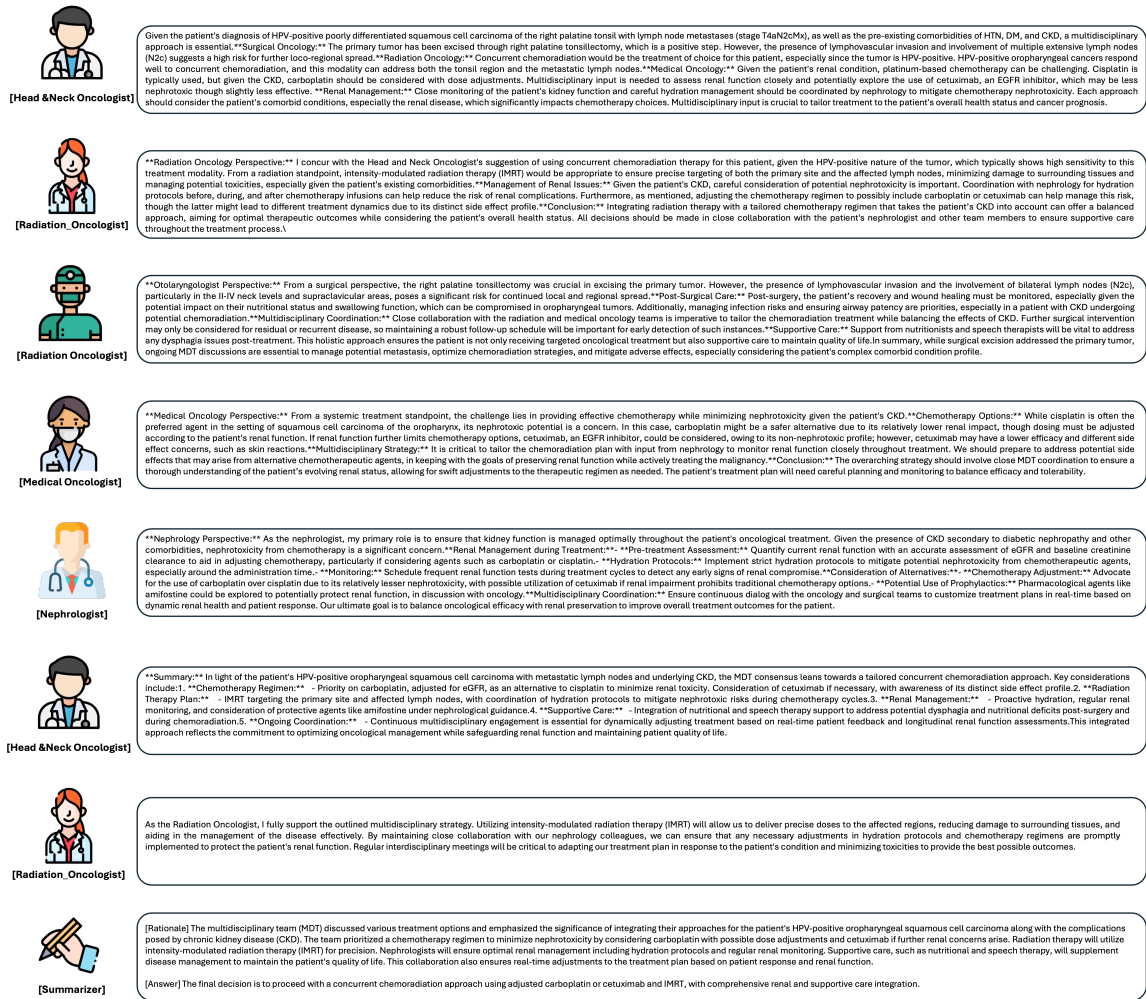 Given the patient's diagnosis of HPV-positive poorly differentiated squamous cell carcinoma of the right palatine tonsil with lymph node metastases (stage T4aN2cMx), as well as the pre-existing comorbidities of HTN, DM, and CKD, a multidisciplinary
approach is essential.**Surgical Oncology:** The primary tumor has been excised through right palatine tonsillectomy, which is a positive step. However, the presence of lymphovascular invasion and involvement of multiple extensive lymph nodes
(N2c) suggests a high risk for further loco-regional spread.**Radiation Oncology:** Concurrent chemoradiation would be the treatment of choice for this patient, especially since the tumor is HPV-positive. HPV-positive oropharyngeal cancers respond
well to concurrent chemoradiation, and this modality can address both the tonsil region and the metastatic lymph nodes.**Medical Oncology:** Given the patient's renal condition, platinum-based chemotherapy can be challenging. Cisplatin is
typically used, but given the CKD, carboplatin should be considered with dose adjustments. Multidisciplinary input is needed to assess renal function closely and potentially explore the use of cetuximab, an EGFR inhibitor, which may be less
nephrotoxic though slightly less effective. **Renal Management:** Close monitoring of the patient's kidney function and careful hydration management should be coordinated by nephrology to mitigate chemotherapy nephrotoxicity. Each approach
should consider the patient's comorbid conditions, especially the renal disease, which significantly impacts chemotherapy choices. Multidisciplinary input is crucial to tailor treatment to the patient's overall health status and cancer prognosis.
[Head &Neck Oncologist]
**Radiation Oncology Perspective:** I concur with the Head and Neck Oncologist's suggestion of using concurrent chemoradiation therapy for this patient, given the HPV-positive nature of the tumor, which typically shows high sensitivity to this
treatment modality. From a radiation standpoint, intensity-modulated radiation therapy (IMRT) would be appropriate to ensure precise targeting of both the primary site and the affected lymph nodes, minimizing damage to surrounding tissues and
managing potential toxicities, especially given the patient's existing comorbidities.**Management of Renal Issues:** Given the patient's CKD, careful consideration of potential nephrotoxicity is important. Coordination with nephrology for hydration
protocols before, during, and after chemotherapy infusions can help reduce the risk of renal complications. Furthermore, as mentioned, adjusting the chemotherapy regimen to possibly include carboplatin or cetuximab can help manage this risk,
though the latter might lead to different treatment dynamics due to its distinct side effect profile.**Conclusion:** Integrating radiation therapy with a tailored chemotherapy regimen that takes the patient's CKD into account can offer a balanced
approach, aiming for optimal therapeutic outcomes while considering the patient's overall health status. All decisions should be made in close collaboration with the patient's nephrologist and other team members to ensure supportive care
throughout the treatment process.\
[Radiation_Oncologist]
**Otolaryngologist Perspective:** From a surgical perspective, the right palatine tonsillectomy was crucial in excising the primary tumor. However, the presence of lymphovascular invasion and the involvement of bilateral lymph nodes (N2c),
particularly in the II-IV neck levels and supraclavicular areas, poses a significant risk for continued local and regional spread.**Post-Surgical Care:** Post-surgery, the patient's recovery and wound healing must be monitored, especially given the
potential impact on their nutritional status and swallowing function, which can be compromised in oropharyngeal tumors. Additionally, managing infection risks and ensuring airway patency are priorities, especially in a patient with CKD undergoing
potential chemoradiation.**Multidisciplinary Coordination:** Close collaboration with the radiation and medical oncology teams is imperative to tailor the chemoradiation treatment while balancing the effects of CKD. Further surgical intervention
may only be considered for residual or recurrent disease, so maintaining a robust follow-up schedule will be important for early detection of such instances.**Supportive Care:** Support from nutritionists and speech therapists will be vital to address
any dysphagia issues post-treatment. This holistic approach ensures the patient is not only receiving targeted oncological treatment but also supportive care to maintain quality of life.In summary, while surgical excision addressed the primary tumor,
ongoing MDT discussions are essential to manage potential metastasis, optimize chemoradiation strategies, and mitigate adverse effects, especially considering the patient's complex comorbid condition profile.
[Radiation Oncologist]
**Medical Oncology Perspective:** From a systemic treatment standpoint, the challenge lies in providing effective chemotherapy while minimizing nephrotoxicity given the patient's CKD.**Chemotherapy Options:** While cisplatin is often the
preferred agent in the setting of squamous cell carcinoma of the oropharynx, its nephrotoxic potential is a concern. In this case, carboplatin might be a safer alternative due to its relatively lower renal impact, though dosing must be adjusted
according to the patient's renal function. If renal function further limits chemotherapy options, cetuximab, an EGFR inhibitor, could be considered, owing to its non-nephrotoxic profile; however, cetuximab may have a lower efficacy and different side
effect concerns, such as skin reactions.**Multidisciplinary Strategy:** It is critical to tailor the chemoradiation plan with input from nephrology to monitor renal function closely throughout treatment. We should prepare to address potential side
effects that may arise from alternative chemotherapeutic agents, in keeping with the goals of preserving renal function while actively treating the malignancy.**Conclusion:** The overarching strategy should involve close MDT coordination to ensure a
thorough understanding of the patient's evolving renal status, allowing for swift adjustments to the therapeutic regimen as needed. The patient's treatment plan will need careful planning and monitoring to balance efficacy and tolerability.
[Medical Oncologist]
**Nephrology Perspective:** As the nephrologist, my primary role is to ensure that kidney function is managed optimally throughout the patient's oncological treatment. Given the presence of CKD secondary to diabetic nephropathy and other
comorbidities, nephrotoxicity from chemotherapy is a significant concern.**Renal Management during Treatment:**- **Pre-treatment Assessment:** Quantify current renal function with an accurate assessment of eGFR and baseline creatinine
clearance to aid in adjusting chemotherapy, particularly if considering agents such as carboplatin or cisplatin.- **Hydration Protocols:** Implement strict hydration protocols to mitigate potential nephrotoxicity from chemotherapeutic agents,
especially around the administration time.- **Monitoring:** Schedule frequent renal function tests during treatment cycles to detect any early signs of renal compromise.**Consideration of Alternatives:**- **Chemotherapy Adjustment:** Advocate
for the use of carboplatin over cisplatin due to its relatively lesser nephrotoxicity, with possible utilization of cetuximab if renal impairment prohibits traditional chemotherapy options.- **Potential Use of Prophylactics:** Pharmacological agents like
amifostine could be explored to potentially protect renal function, in discussion with oncology.**Multidisciplinary Coordination:** Ensure continuous dialog with the oncology and surgical teams to customize treatment plans in real-time based on
dynamic renal health and patient response. Our ultimate goal is to balance oncological efficacy with renal preservation to improve overall treatment outcomes for the patient.
[Nephrologist]
**Summary:** In light of the patient's HPV-positive oropharyngeal squamous cell carcinoma with metastatic lymph nodes and underlying CKD, the MDT consensus leans towards a tailored concurrent chemoradiation approach. Key considerations
include:1. **Chemotherapy Regimen:** - Priority on carboplatin, adjusted for eGFR, as an alternative to cisplatin to minimize renal toxicity. Consideration of cetuximab if necessary, with awareness of its distinct side effect profile.2. **Radiation
Therapy Plan:** - IMRT targeting the primary site and affected lymph nodes, with coordination of hydration protocols to mitigate nephrotoxic risks during chemotherapy cycles.3. **Renal Management:** - Proactive hydration, regular renal
monitoring, and consideration of protective agents like amifostine under nephrological guidance.4. **Supportive Care:** - Integration of nutritional and speech therapy support to address potential dysphagia and nutritional deficits post-surgery and
during chemoradiation.5. **Ongoing Coordination:** - Continuous multidisciplinary engagement is essential for dynamically adjusting treatment based on real-time patient feedback and longitudinal renal function assessments.This integrated
approach reflects the commitment to optimizing oncological management while safeguarding renal function and maintaining patient quality of life.
[Head &Neck Oncologist]
As the Radiation Oncologist, I fully support the outlined multidisciplinary strategy. Utilizing intensity-modulated radiation therapy (IMRT) will allow us to deliver precise doses to the affected regions, reducing damage to surrounding tissues, and
aiding in the management of the disease effectively. By maintaining close collaboration with our nephrology colleagues, we can ensure that any necessary adjustments in hydration protocols and chemotherapy regimens are promptly
implemented to protect the patient's renal function. Regular interdisciplinary meetings will be critical to adapting our treatment plan in response to the patient's condition and minimizing toxicities to provide the best possible outcomes.
[Radiation_Oncologist]
[Rationale] The multidisciplinary team (MDT) discussed various treatment options and emphasized the significance of integrating their approaches for the patient's HPV-positive oropharyngeal squamous cell carcinoma along with the complications
posed by chronic kidney disease (CKD). The team prioritized a chemotherapy regimen to minimize nephrotoxicity by considering carboplatin with possible dose adjustments and cetuximab if further renal concerns arise. Radiation therapy will utilize
intensity-modulated radiation therapy (IMRT) for precision. Nephrologists will ensure optimal renal management including hydration protocols and regular renal monitoring. Supportive care, such as nutritional and speech therapy, will supplement
disease management to maintain the patient's quality of life. This collaboration also ensures real-time adjustments to the treatment plan based on patient response and renal function.
[Answer] The final decision is to proceed with a concurrent chemoradiation approach using adjusted carboplatin or cetuximab and IMRT, with comprehensive renal and supportive care integration.
[Summarizer]